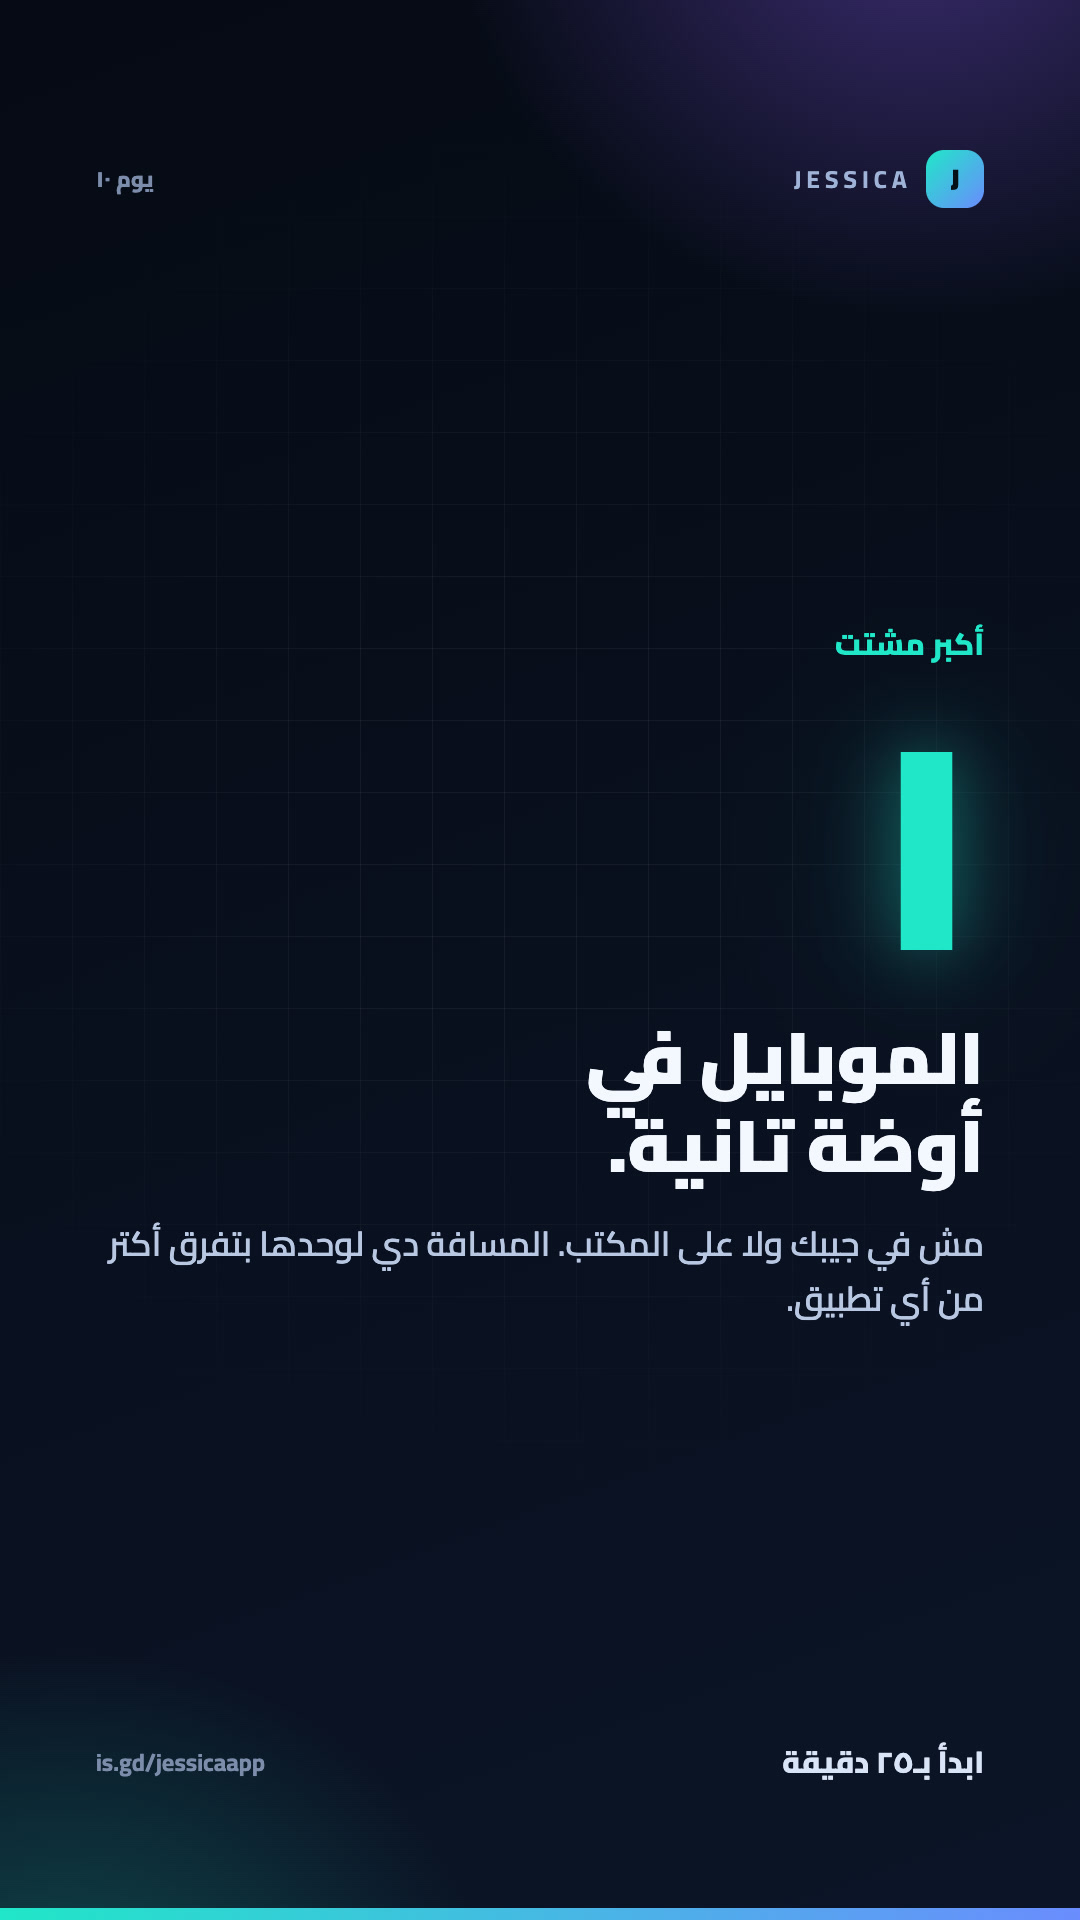 J
JESSICA
يوم ١٠
أكبر مشتت
١
الموبايل في
أوضة تانية.
مش في جيبك ولا على المكتب. المسافة دي لوحدها بتفرق أكتر
من أي تطبيق.
ابدأ بـ٢٥ دقيقة
is.gd/jessicaapp